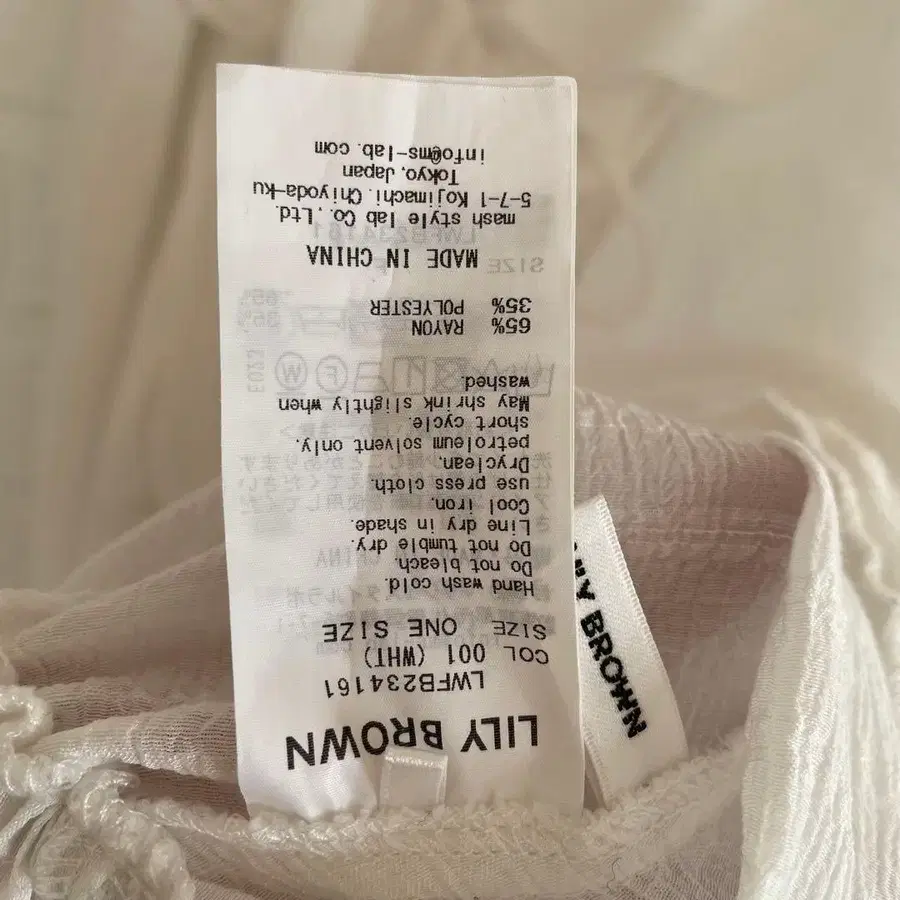 LILY BROWN
LWFB234161
COL 001 (WHT)
SIZE ONE SIZE
Hand wash cold.
Do not bleach.
Do not tumble dry.
Line dry in shade.
Cool iron.
use press cloth.
Dryclean,
petroleum solvent only.
short cycle.
May shrink slightly when
washed.
65% RAYON
35% POLYESTER
MADE IN CHINA
mash style lab Co., Ltd.
5-7-1 Kojimachi, Chiyoda-ku
Tokyo, Japan
info@ms-lab.com
LILY BROWN